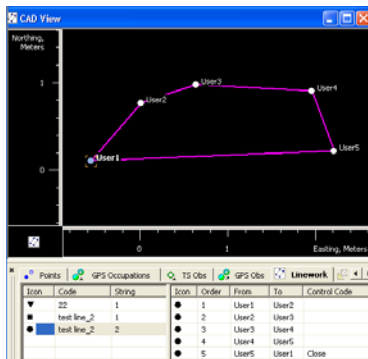 CAD View
Northing,
Meters
User3
User4
User2
1
User5
User1
0
0 1 Easting, Meters
Points GPS Occupations TS Obs GPS Obs Linework
Icon Code String Icon Order From To Control Code
22 1 1 User1 User2
test line_2 1 2 User2 User3
test line_2 2 3 User3 User4
4 User4 User5
5 User5 User1 Close